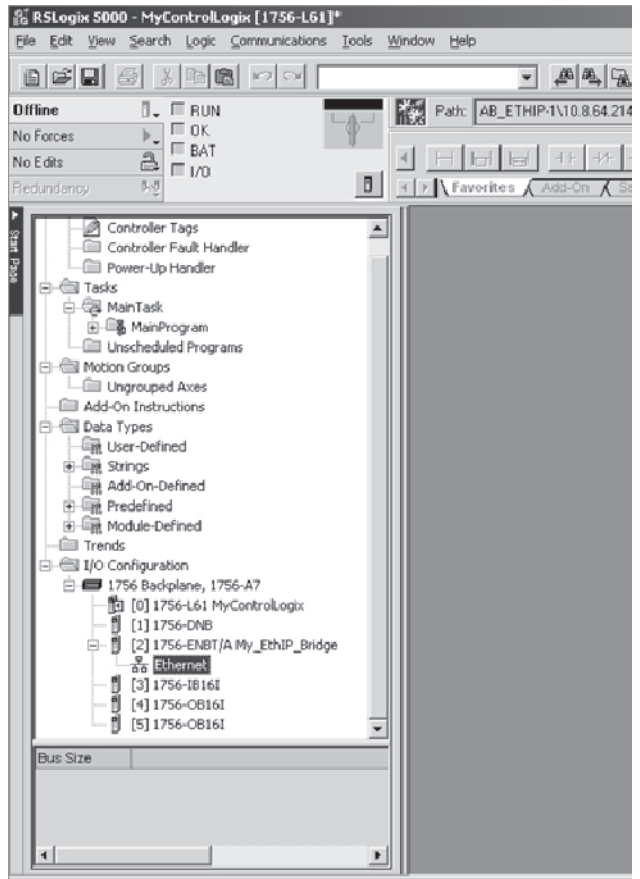 RSLogix 5000 - MyControlLogix [1756-L61]*
File Edit View Search Logic Communications Tools Window Help
Offline
RUN
No Forces
OK
No Edits
BAT
Redundancy
I/O
Path: AB_ETHIP-1\10.8.64.214
Favorites Add-On
Start Page
Controller Tags
Controller Fault Handler
Power-Up Handler
Tasks
MainTask
MainProgram
Unscheduled Programs
Motion Groups
Ungrouped Axes
Add-On Instructions
Data Types
User-Defined
Strings
Add-On-Defined
Predefined
Module-Defined
Trends
I/O Configuration
1756 Backplane, 1756-A7
[0] 1756-L61 MyControlLogix
[1] 1756-DNB
[2] 1756-ENBT/A My_EthIP_Bridge
Ethernet
[3] 1756-IB16I
[4] 1756-OB16I
[5] 1756-OB16I
Bus Size